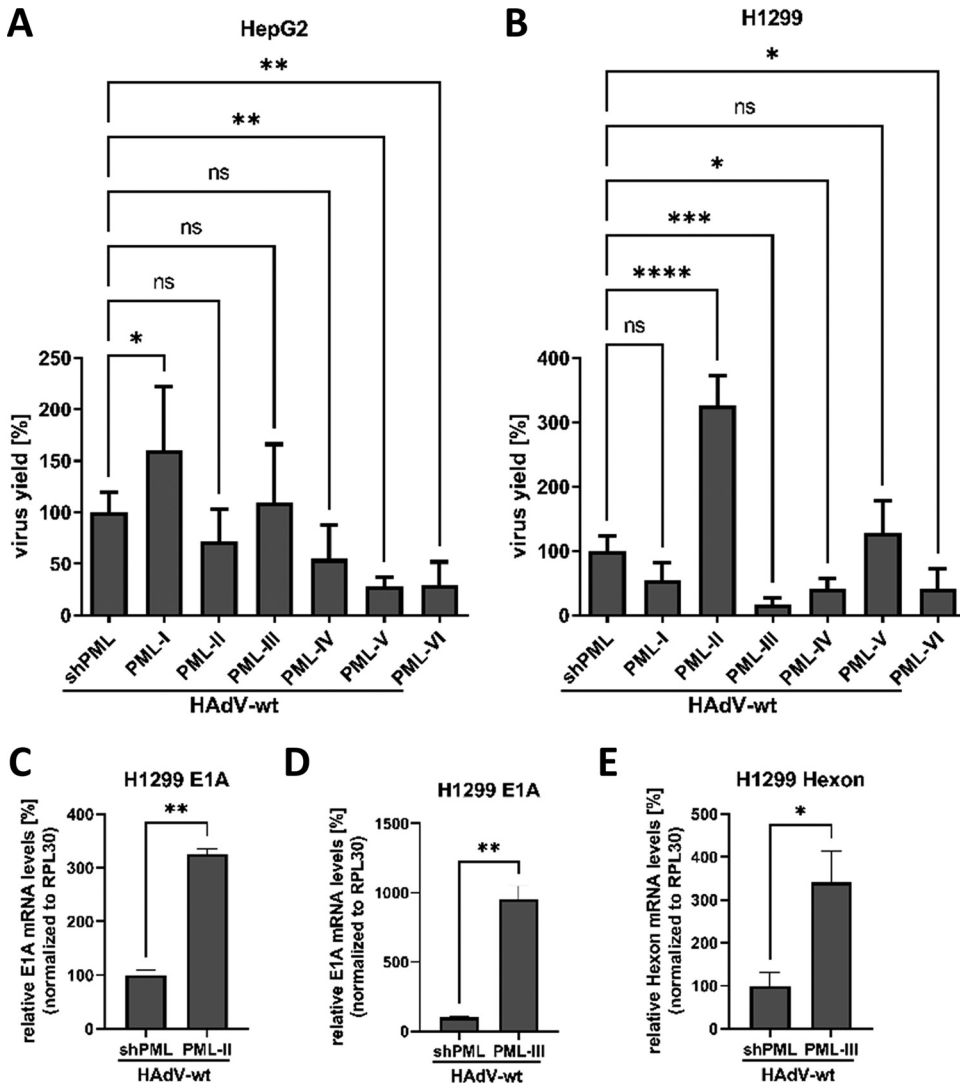 A
HepG2
**
**
ns
ns
ns
*
virus yield [%]
250
200
150
100
50
0
shPML
PML-I
PML-II
PML-III
PML-IV
PML-V
PML-VI
HAdV-wt
B
H1299
*
ns
*
***
****
ns
virus yield [%]
400
300
200
100
0
shPML
PML-I
PML-II
PML-III
PML-IV
PML-V
PML-VI
HAdV-wt
C
H1299 E1A
**
relative E1A mRNA levels [%]
(normalized to RPL30)
400
300
200
100
0
shPML PML-II
HAdV-wt
D
H1299 E1A
**
relative E1A mRNA levels [%]
(normalized to RPL30)
1500
1000
500
0
shPML PML-III
HAdV-wt
E
H1299 Hexon
*
relative Hexon mRNA levels [%]
(normalized to RPL30)
500
400
300
200
100
0
shPML PML-III
HAdV-wt